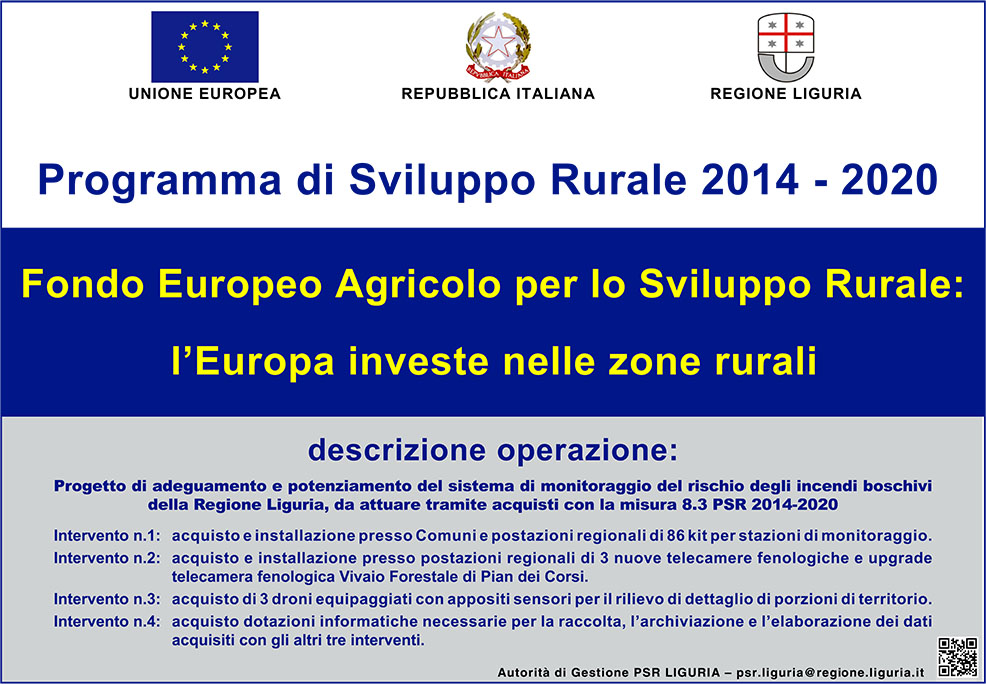 UNIONE EUROPEA
REPUBBLICA ITALIANA
REPUBBLICA ITALIANA
REGIONE LIGURIA
Programma di Sviluppo Rurale 2014 - 2020
Fondo Europeo Agricolo per lo Sviluppo Rurale:
l’Europa investe nelle zone rurali
descrizione operazione:
Progetto di adeguamento e potenziamento del sistema di monitoraggio del rischio degli incendi boschivi
della Regione Liguria, da attuare tramite acquisti con la misura 8.3 PSR 2014-2020
Intervento n.1: acquisto e installazione presso Comuni e postazioni regionali di 86 kit per stazioni di monitoraggio.
Intervento n.2: acquisto e installazione presso postazioni regionali di 3 nuove telecamere fenologiche e upgrade
telecamera fenologica Vivaio Forestale di Pian dei Corsi.
Intervento n.3: acquisto di 3 droni equipaggiati con appositi sensori per il rilievo di dettaglio di porzioni di territorio.
Intervento n.4: acquisto dotazioni informatiche necessarie per la raccolta, l’archiviazione e l’elaborazione dei dati
acquisiti con gli altri tre interventi.
Autorità di Gestione PSR LIGURIA – psr.liguria@regione.liguria.it